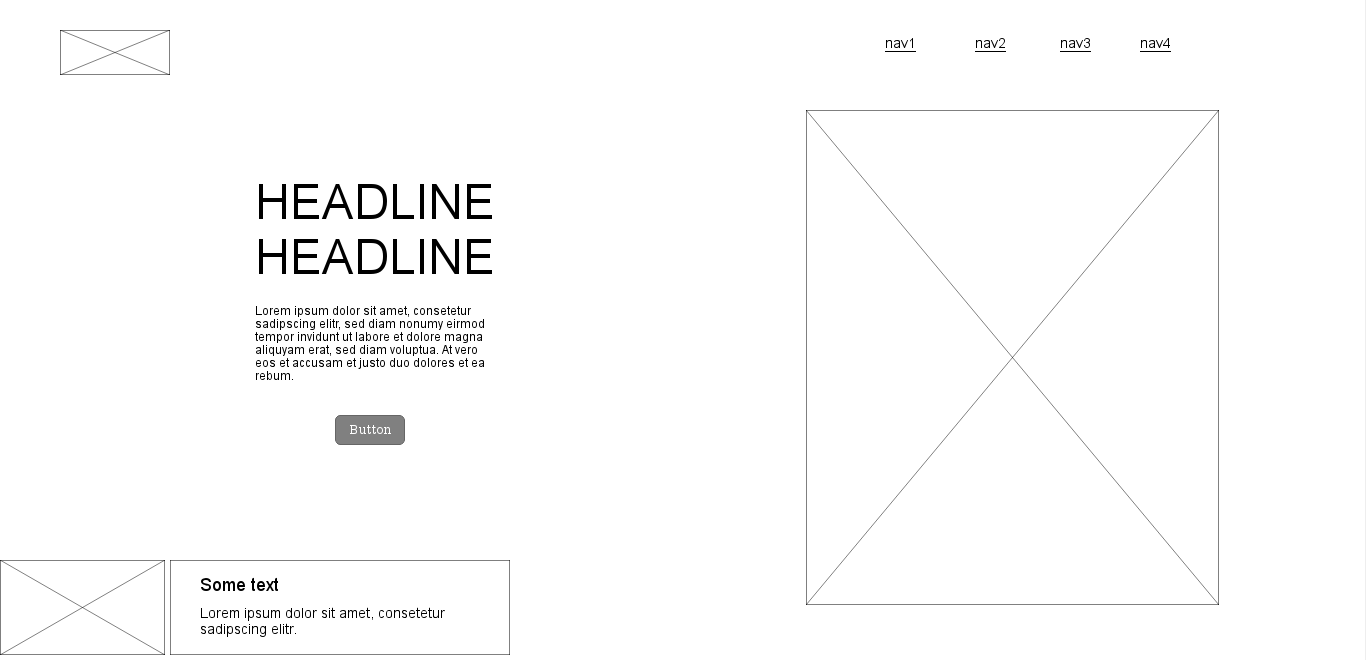 nav1 nav2 nav3 nav4
HEADLINE
HEADLINE
Lorem ipsum dolor sit amet, consetetur
sadipscing elitr, sed diam nonumy eirmod
tempor invidunt ut labore et dolore magna
aliquyam erat, sed diam voluptua. At vero
eos et accusam et justo duo dolores et ea
rebum.
Button
Some text
Lorem ipsum dolor sit amet, consetetur
sadipscing elitr.